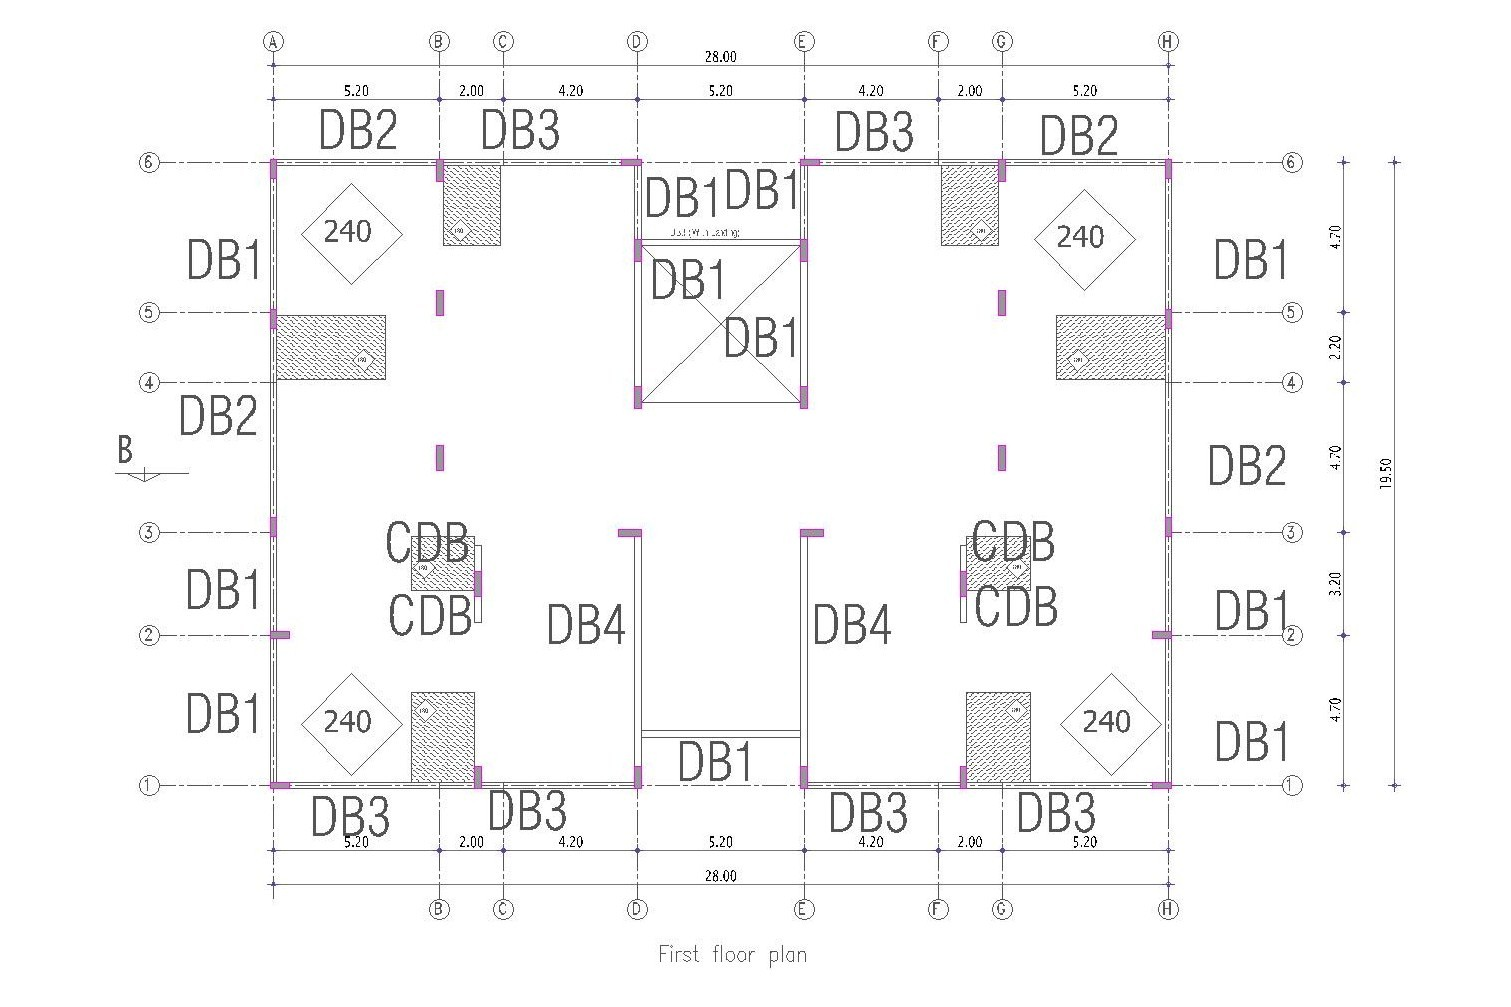 A B C D E F G H
28.00
5.20 2.00 4.20 5.20 4.20 2.00 5.20
DB2 DB3 DB3 DB2
6 6
DB1 DB1
240 240
4.70
DB1 DB1
DB1
5 5
DB1
2.20
4 4
DB2
B
DB2
4.70
19.50
3 3
CDB CDB
DB1 3.20
CDB DB4 DB4 CDB DB1
2 2
DB1 240 240 4.70
DB1
DB1
1 1
DB3 DB3 DB3 DB3
5.20 2.00 4.20 5.20 4.20 2.00 5.20
28.00
B C D E F G H
First floor plan